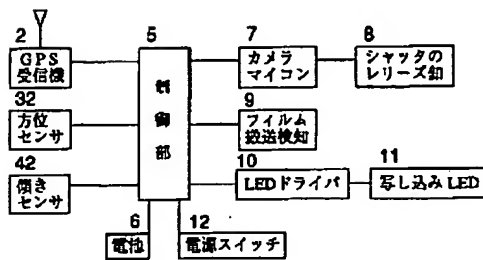 2
GPS
受信機
5
制
御
部
7
カメラ
マイコン
8
シャッタの
レリーズ釦
32
方位
センサ
9
フィルム
搬送検知
42
傾き
センサ
10
LEDドライバ
11
写し込みLED
6
電池
12
電源スイッチ